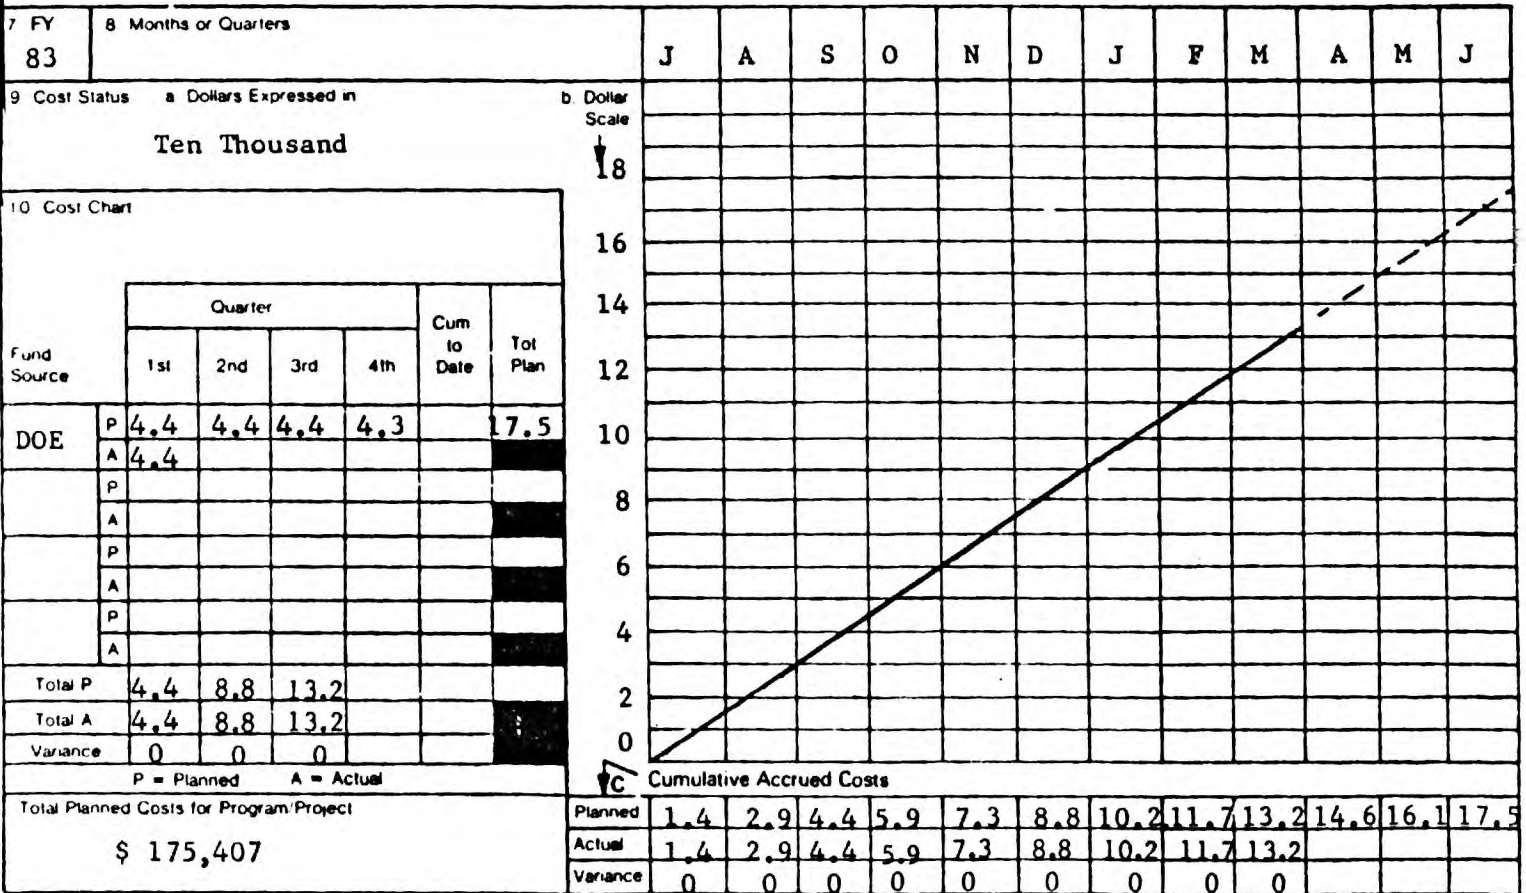 7 FY 8 Months or Quarters
83 J A S O N D J F M A M J
9 Cost Status a Dollars Expressed in b. Dollar Scale
Ten Thousand
18
10 Cost Chart
16
14
12
10
8
6
4
2
0
Quarter
Fund Source 1st 2nd 3rd 4th Cum to Date Tot Plan
DOE P 4.4 4.4 4.4 4.3 17.5
A 4.4
P
A
P
A
P
A
Total P 4.4 8.8 13.2
Total A 4.4 8.8 13.2
Variance 0 0 0
P = Planned A = Actual
C Cumulative Accrued Costs
Total Planned Costs for Program/Project
$ 175,407
Planned 1.4 2.9 4.4 5.9 7.3 8.8 10.2 11.7 13.2 14.6 16.1 17.5
Actual 1.4 2.9 4.4 5.9 7.3 8.8 10.2 11.7 13.2
Variance 0 0 0 0 0 0 0 0 0